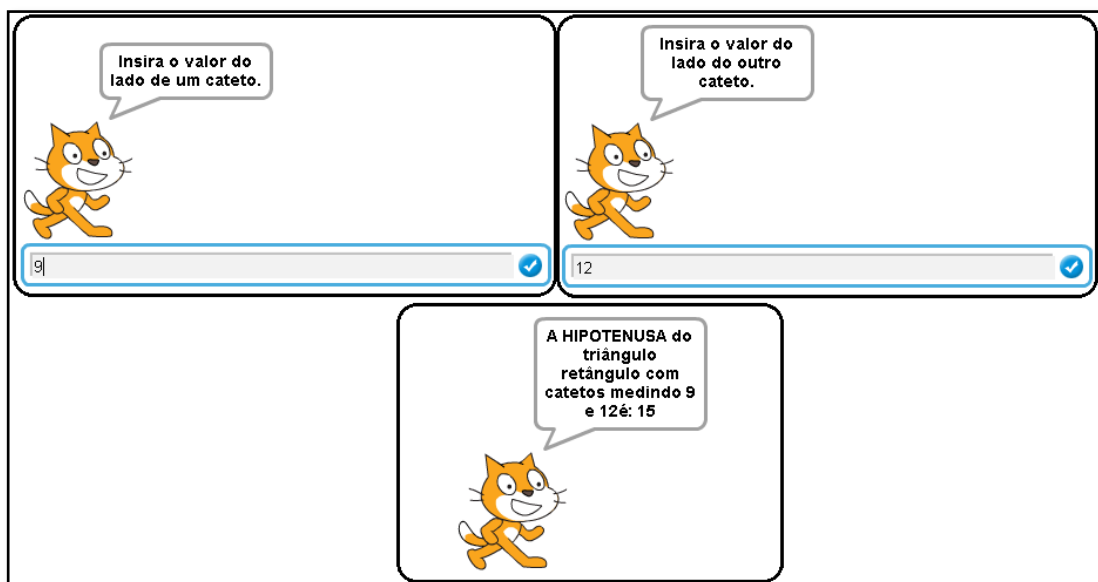 Insira o valor do
lado de um cateto.
9
Insira o valor do
lado do outro
cateto.
12
A HIPOTENUSA do
triângulo
retângulo com
catetos medindo 9
e 12é: 15